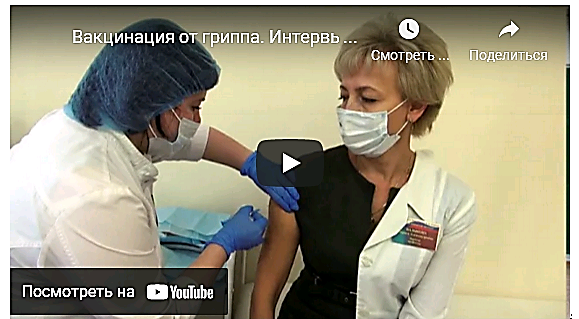 Вакцинация от гриппа. Интервь ...
Смотреть ...
Поделиться
Посмотреть на YouTube